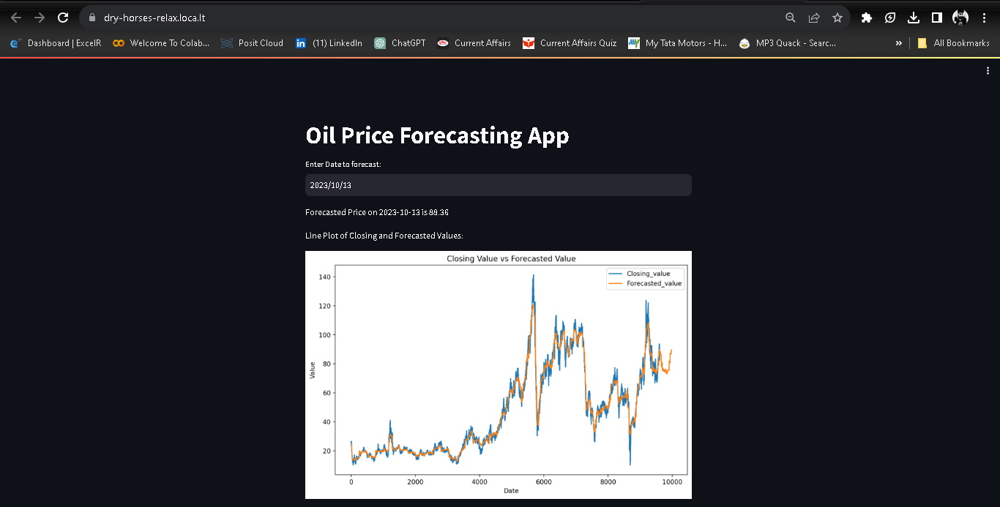 dry-horses-relax.loca.lt
Dashboard | ExcelR Welcome To Colab... Posit Cloud in (11) LinkedIn ChatGPT Current Affairs Current Affairs Quiz My Tata Motors - H... MP3 Quack - Searc... » All Bookmarks
Oil Price Forecasting App
Enter Date to forecast:
2023/10/13
Forecasted Price on 2023-10-13 is 88.36
Line Plot of Closing and Forecasted Values:
Closing Value vs Forecasted Value
Closing_value
Forecasted_value
140
120
100
80
60
40
20
Value
0 2000 4000 6000 8000 10000
Date